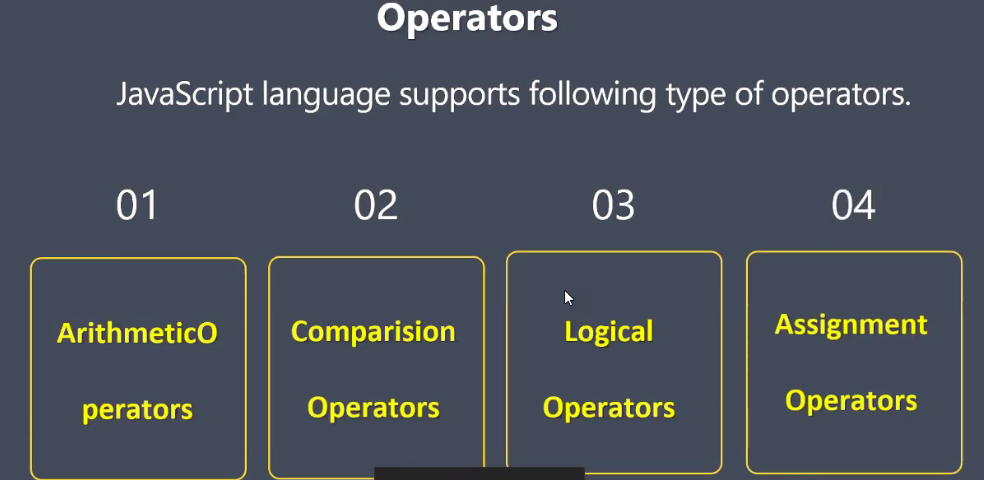 Operators
JavaScript language supports following type of operators.
01
02
03
04
ArithmeticO
perators
Comparision
Operators
Logical
Operators
Assignment
Operators